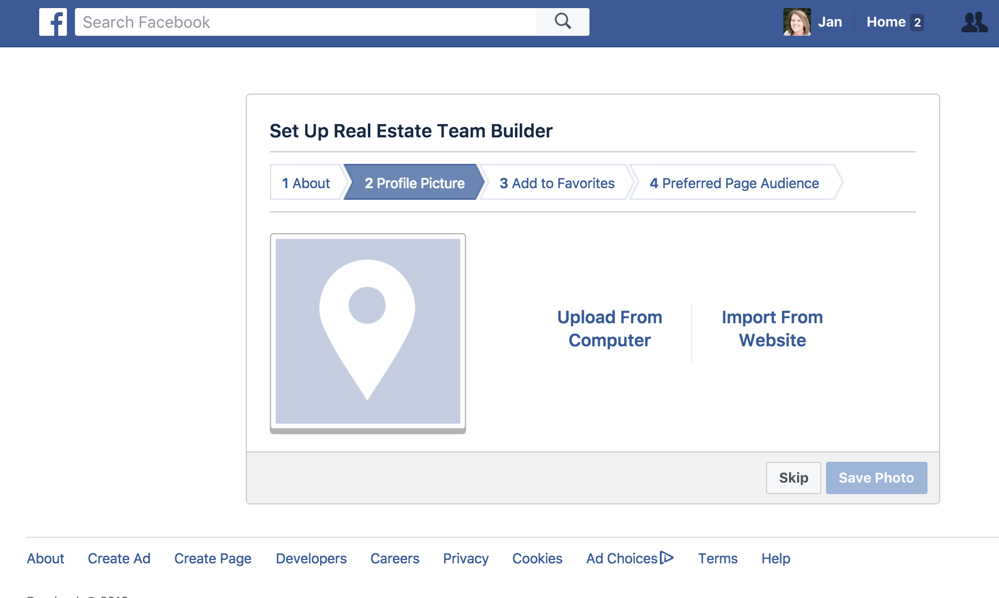 f Search Facebook Jan Home 2
Set Up Real Estate Team Builder
1 About 2 Profile Picture 3 Add to Favorites 4 Preferred Page Audience
Upload From
Computer
Import From
Website
Skip Save Photo
About Create Ad Create Page Developers Careers Privacy Cookies Ad Choices Terms Help